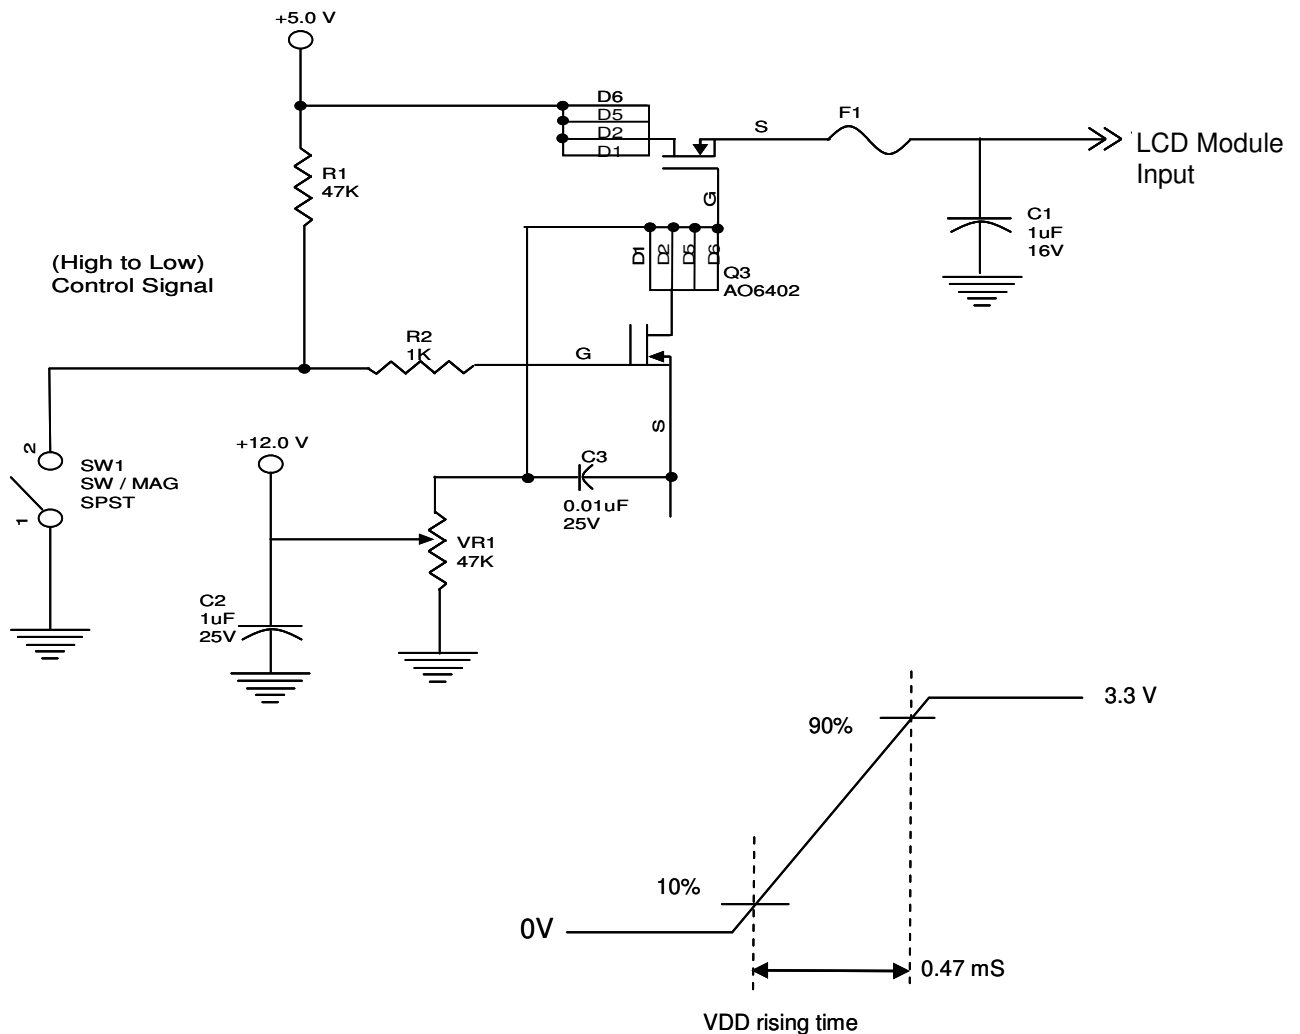 +5.0 V
D6
D5
D2
D1
S
F1
LCD Module
Input
R1
47K
G
C1
1uF
16V
(High to Low)
Control Signal
D1
D2
D5
D6
Q3
AO6402
R2
1K
G
S
+12.0 V
2
SW1
SW / MAG
SPST
1
C3
0.01uF
25V
VR1
47K
C2
1uF
25V
3.3 V
90%
10%
0V
0.47 mS
VDD rising time